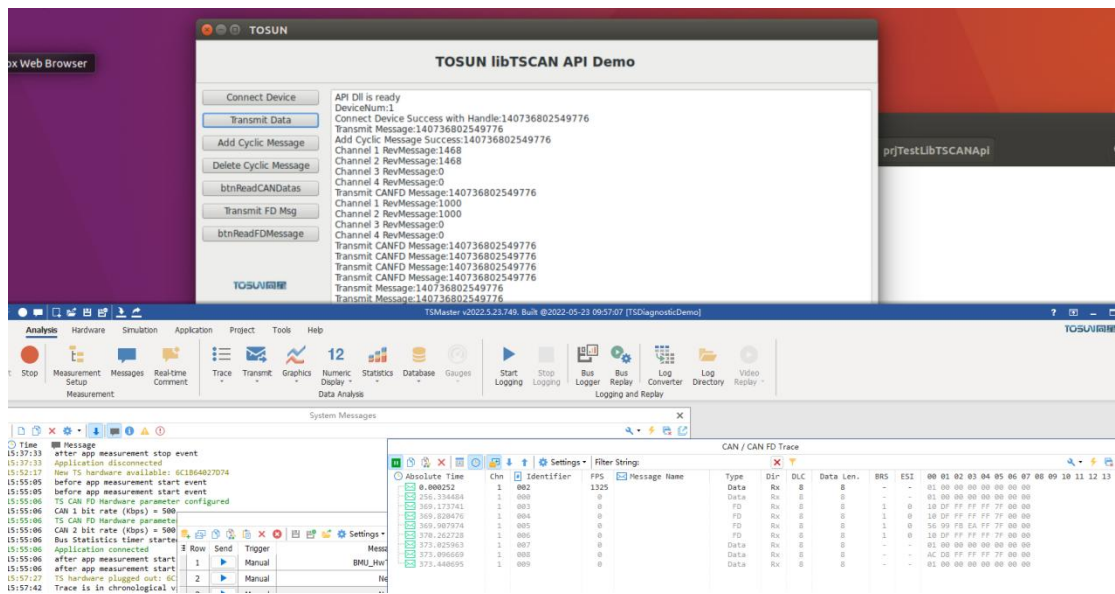 TOSUN
ox Web Browser
TOSUN libTSCAN API Demo
Connect Device
Transmit Data
Add Cyclic Message
Delete Cyclic Message
btnReadCANDatas
Transmit FD Msg
btnReadFDMessage
TOSUN同星
API Dll is ready
DeviceNum:1
Connect Device Success with Handle:140736802549776
Transmit Message:140736802549776
Add Cyclic Message Success:140736802549776
Channel 1 RevMessage:1468
Channel 2 RevMessage:1468
Channel 3 RevMessage:0
Channel 4 RevMessage:0
Transmit CANFD Message:140736802549776
Channel 1 RevMessage:1000
Channel 2 RevMessage:1000
Channel 3 RevMessage:0
Channel 4 RevMessage:0
Transmit CANFD Message:140736802549776
Transmit CANFD Message:140736802549776
Transmit CANFD Message:140736802549776
Transmit CANFD Message:140736802549776
Transmit Message:140736802549776
Transmit Message:140736802549776
prjTestLibTSCANApi
TSMaster v2022.5.23.749. Built @2022-05-23 09:57:07 [TSDiagnosticDemo]
Analysis Hardware Simulation Application Project Tools Help
TOSUN同星
t Stop Measurement Setup Messages Real-time Comment Trace Transmit Graphics 12 Numeric Display Statistics Database Gauges Start Logging Stop Logging Bus Logger Bus Replay Log Converter Log Directory Video Replay
Measurement Data Analysis Logging and Replay
System Messages
Time Message
15:37:33 after app measurement stop event
15:37:33 Application disconnected
15:52:17 New TS hardware available: 6C1B64027D74
15:55:05 before app measurement start event
15:55:05 before app measurement start event
15:55:06 TS CAN FD Hardware parameter configured
15:55:06 CAN 1 bit rate (Kbps) = 500
15:55:06 TS CAN FD Hardware parameter
15:55:06 CAN 2 bit rate (Kbps) = 500
15:55:06 Bus Statistics timer starte
15:55:06 Application connected
15:55:06 after app measurement start
15:55:06 after app measurement start
15:57:27 TS hardware plugged out: 6C
15:57:42 Trace is in chronological v
Settings
Row Send Trigger Messa
1 Manual BMU_Hw
2 Manual Ne
CAN / CAN FD Trace
Settings Filter String:
Absolute Time Chn Identifier FPS Message Name Type Dir DLC Data Len. BRS ESI 00 01 02 03 04 05 06 07 08 09 10 11 12 13
0.000252 1 002 1325 Data Rx 8 8 - - 01 00 00 00 00 00 00 00
256.334484 1 000 0 Data Rx 8 8 - - 01 00 00 00 00 00 00 00
369.173741 1 003 0 FD Rx 8 8 1 0 10 DF FF FF FF 7F 00 00
369.820476 1 004 0 FD Rx 8 8 1 0 10 DF FF FF FF 7F 00 00
369.907974 1 005 0 FD Rx 8 8 1 0 56 99 FB EA FF 7F 00 00
370.262728 1 006 0 FD Rx 8 8 1 0 10 DF FF FF FF 7F 00 00
373.025963 1 007 0 Data Rx 8 8 - - 01 00 00 00 00 00 00 00
373.096669 1 008 0 Data Rx 8 8 - - AC D8 FF FF FF 7F 00 00
373.440695 1 009 0 Data Rx 8 8 - - 01 00 00 00 00 00 00 00